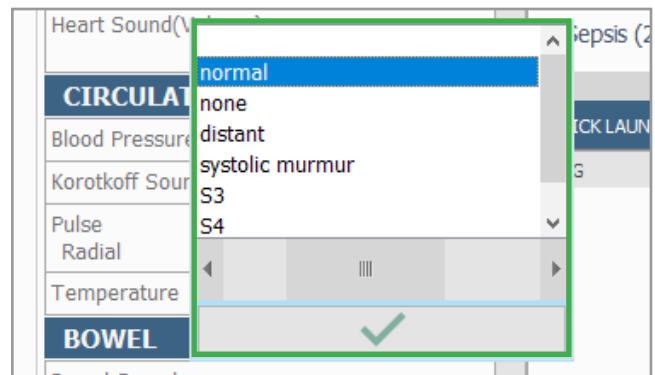 Heart Sound(V
Sepsis (2
normal
CIRCULAT
none
ICK LAUN
Blood Pressure
distant
systolic murmur
G
Korotkoff Soun
S3
Pulse
S4
Radial
Temperature
BOWEL